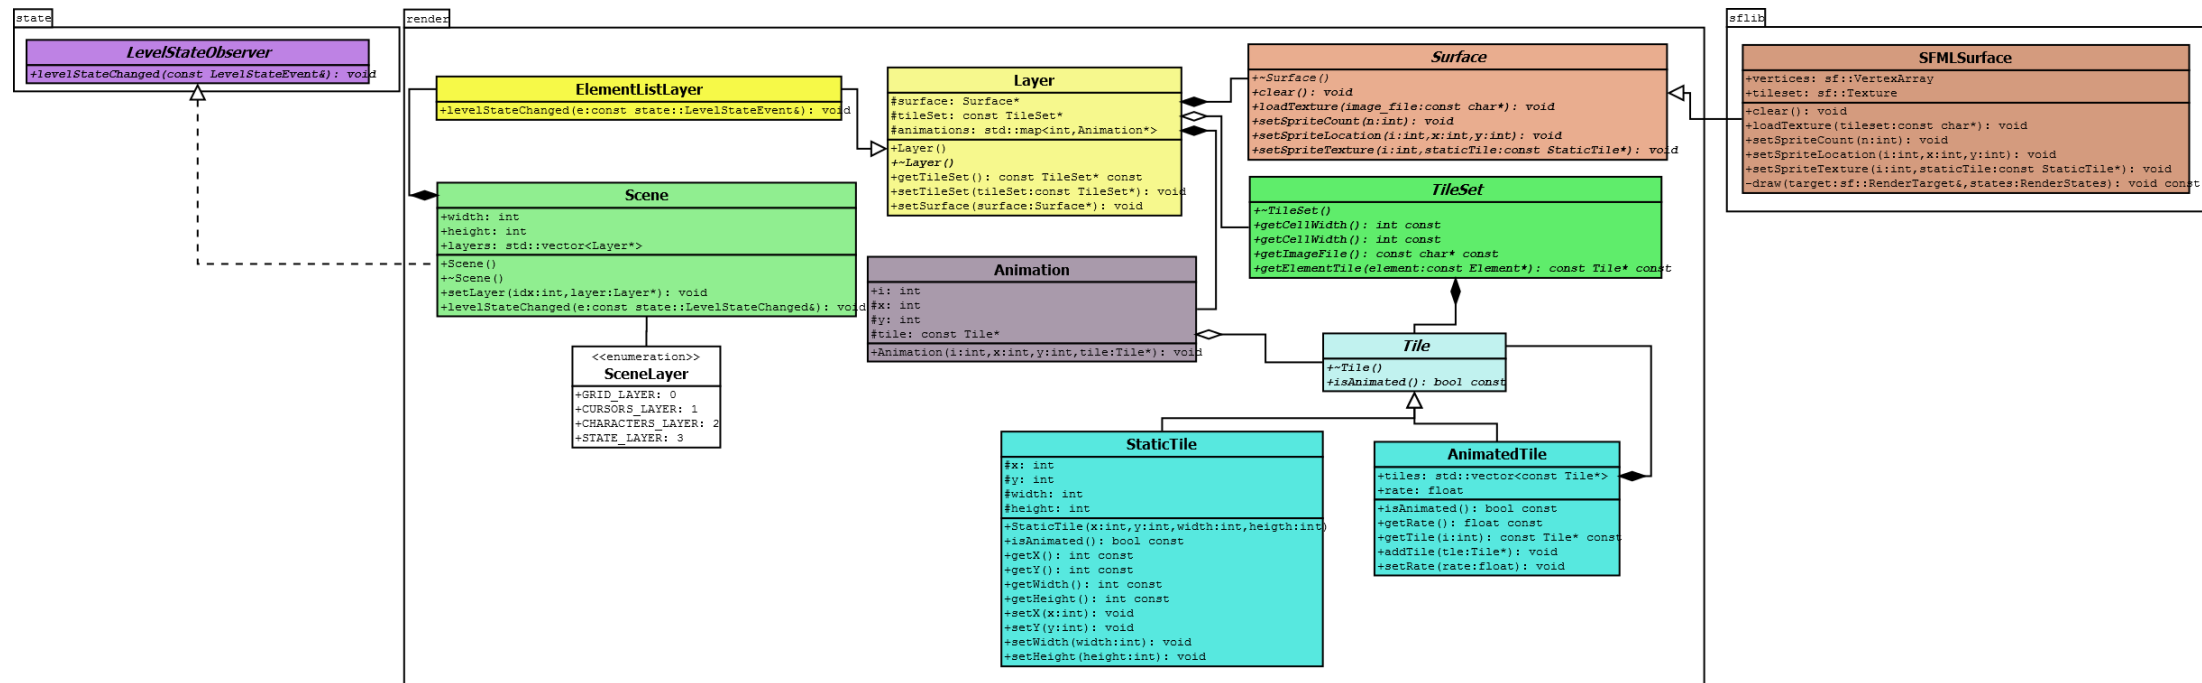 state
LevelStateObserver
+levelStateChanged(const LevelStateEvent&): void
render
ElementListLayer
+levelStateChanged(e:const state::LevelStateEvent&): void
Scene
+width: int
+height: int
+layers: std::vector<Layer*>
+Scene()
+~Scene()
+setLayer(idx:int,layer:Layer*): void
+levelStateChanged(e:const state::LevelStateChanged&): void
<<enumeration>>
SceneLayer
+GRID_LAYER: 0
+CURSORS_LAYER: 1
+CHARACTERS_LAYER: 2
+STATE_LAYER: 3
Layer
#surface: Surface*
#tileSet: const TileSet*
#animations: std::map<int,Animation*>
+Layer()
+~Layer()
+getTileSet(): const TileSet* const
+setTileSet(tileSet:const TileSet*): void
+setSurface(surface:Surface*): void
Animation
+i: int
#x: int
#y: int
#tile: const Tile*
+Animation(i:int,x:int,y:int,tile:Tile*): void
Surface
+~Surface()
+clear(): void
+loadTexture(image_file:const char*): void
+setSpriteCount(n:int): void
+setSpriteLocation(i:int,x:int,y:int): void
+setSpriteTexture(i:int,staticTile:const StaticTile*): void
TileSet
+~TileSet()
+getCellWidth(): int const
+getCellWidth(): int const
+getImageFile(): const char* const
+getElementTile(element:const Element*): const Tile* const
Tile
+~Tile()
+isAnimated(): bool const
StaticTile
#x: int
#y: int
#width: int
#height: int
+StaticTile(x:int,y:int,width:int,heigth:int)
+isAnimated(): bool const
+getX(): int const
+getY(): int const
+getWidth(): int const
+getHeight(): int const
+setX(x:int): void
+setY(y:int): void
+setWidth(width:int): void
+setHeight(height:int): void
AnimatedTile
+tiles: std::vector<const Tile*>
+rate: float
+isAnimated(): bool const
+getRate(): float const
+getTile(i:int): const Tile* const
+addTile(tle:Tile*): void
+setRate(rate:float): void
sflib
SFMLSurface
+vertices: sf::VertexArray
+tileset: sf::Texture
+clear(): void
+loadTexture(tileset:const char*): void
+setSpriteCount(n:int): void
+setSpriteLocation(i:int,x:int,y:int): void
+setSpriteTexture(i:int,staticTile:const StaticTile*): void
-draw(target:sf::RenderTarget&,states:RenderStates): void const